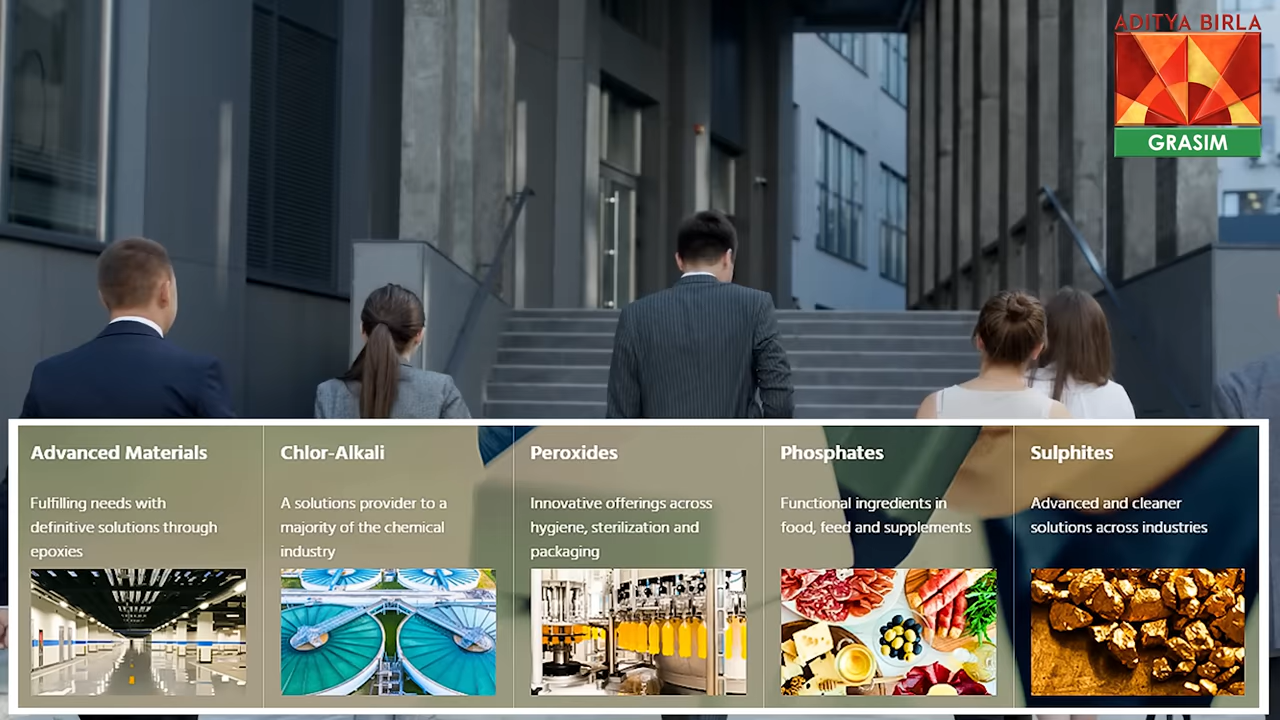 ADITYA BIRLA
GRASIM
Advanced Materials
Fulfilling needs with
definitive solutions through
epoxies
Chlor-Alkali
A solutions provider to a
majority of the chemical
industry
Peroxides
Innovative offerings across
hygiene, sterilization and
packaging
Phosphates
Functional ingredients in
food, feed and supplements
Sulphites
Advanced and cleaner
solutions across industries